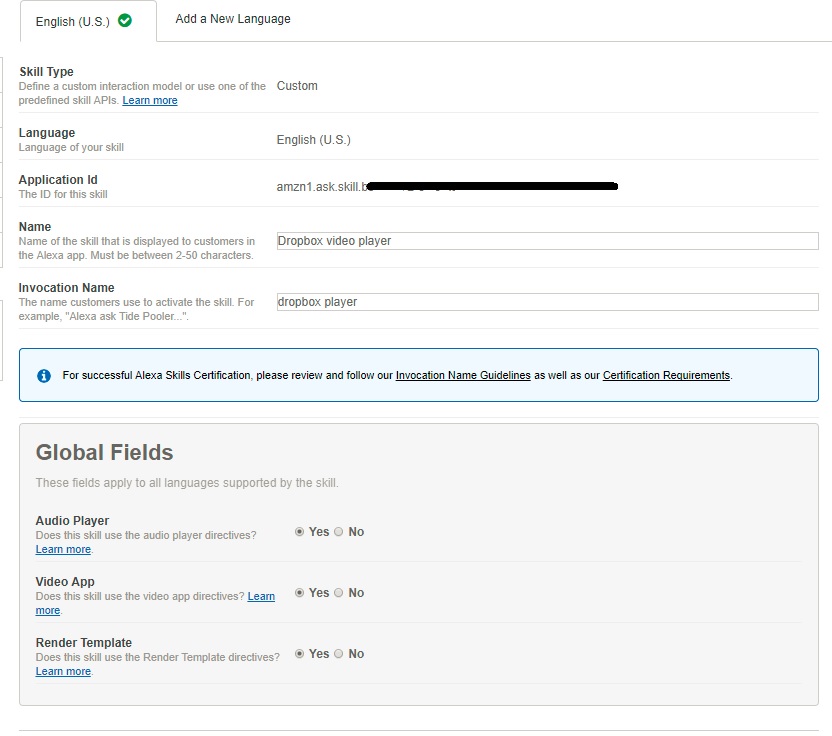 English (U.S.)
Add a New Language
Skill Type
Define a custom interaction model or use one of the
predefined skill APIs. Learn more
Custom
Language
Language of your skill
English (U.S.)
Application Id
The ID for this skill
amzn1.ask.skill.
Name
Name of the skill that is displayed to customers in
the Alexa app. Must be between 2-50 characters.
Dropbox video player
Invocation Name
The name customers use to activate the skill. For
example, "Alexa ask Tide Pooler...".
dropbox player
For successful Alexa Skills Certification, please review and follow our Invocation Name Guidelines as well as our Certification Requirements.
Global Fields
These fields apply to all languages supported by the skill.
Audio Player
Does this skill use the audio player directives?
Learn more.
Yes No
Video App
Does this skill use the video app directives? Learn
more.
Yes No
Render Template
Does this skill use the Render Template directives?
Learn more.
Yes No